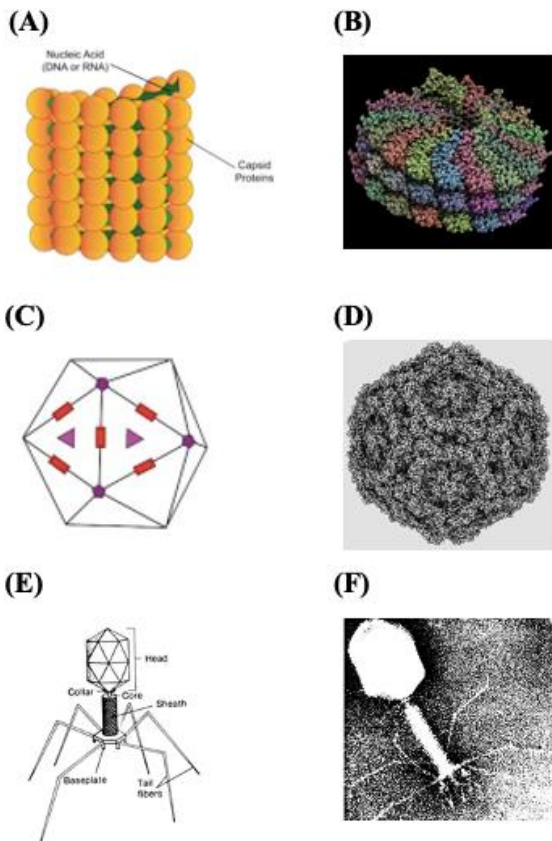 (A)
(B)
Nucleic Acid
(DNA or RNA)
Capsid
Proteins
(C)
(D)
(E)
(F)
Head
Collar
Core
Sheath
Baseplate
Tail
fibers